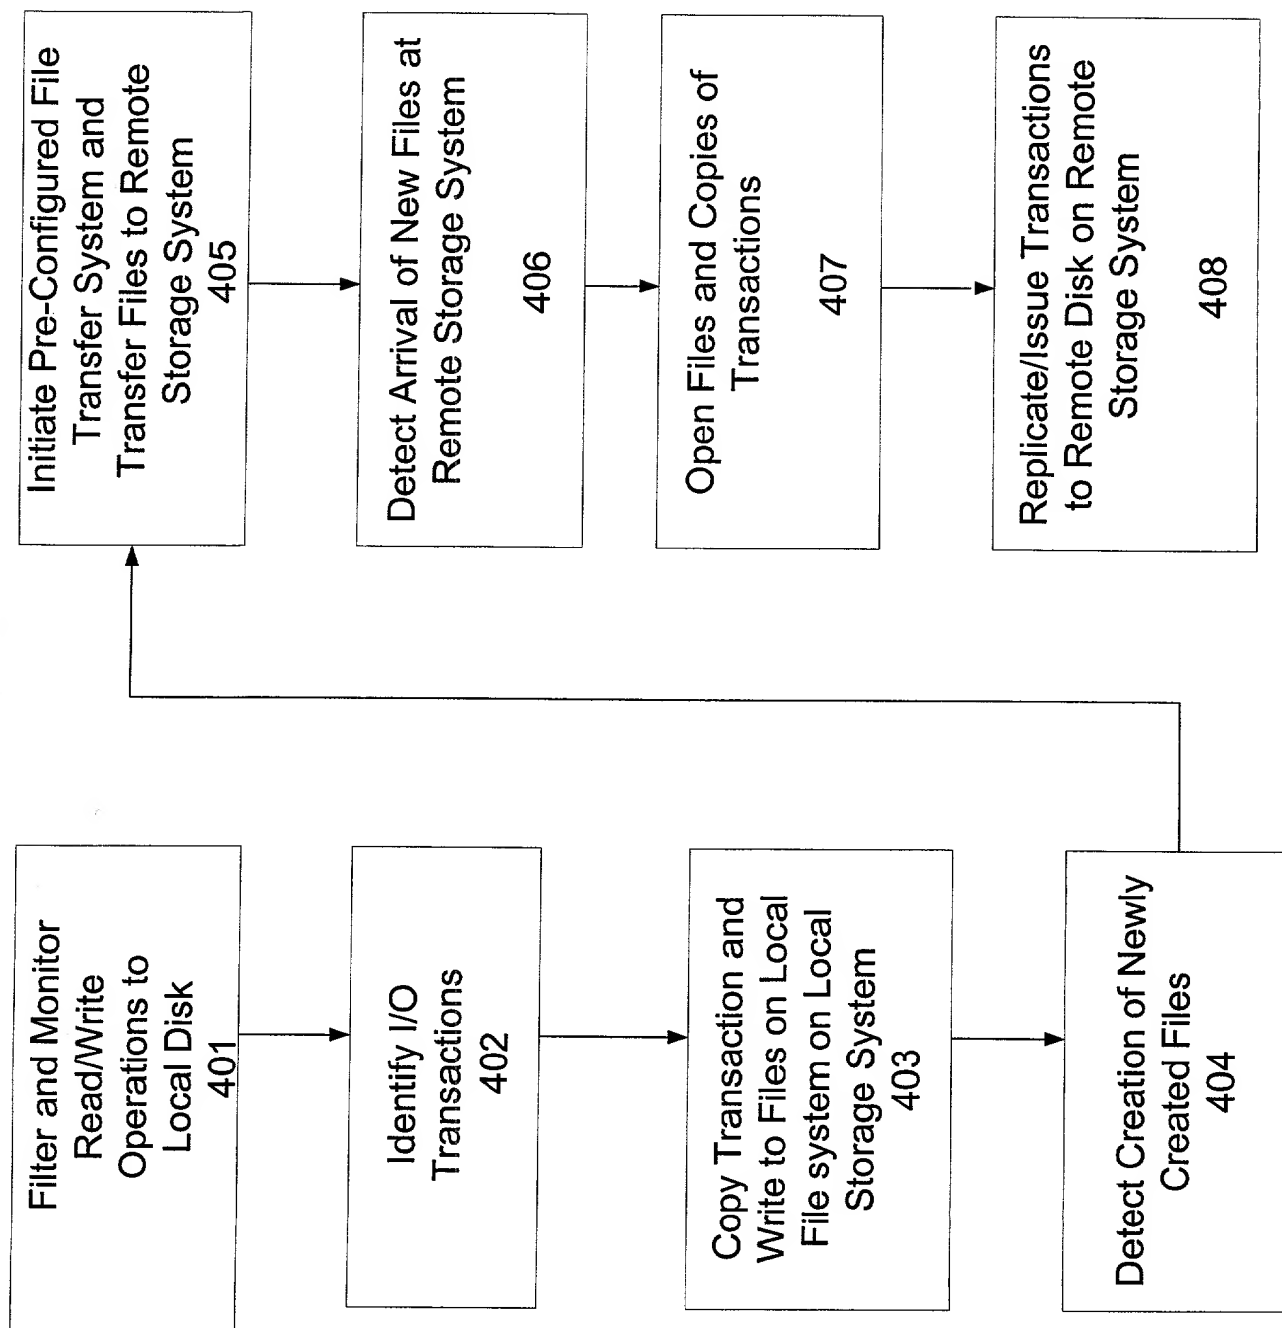 Filter and Monitor
Read/Write
Operations to
Local Disk
401
Identify I/O
Transactions
402
Copy Transaction and
Write to Files on Local
File system on Local
Storage System
403
Detect Creation of Newly
Created Files
404
Initiate Pre-Configured File
Transfer System and
Transfer Files to Remote
Storage System
405
Detect Arrival of New Files at
Remote Storage System
406
Open Files and Copies of
Transactions
407
Replicate/Issue Transactions
to Remote Disk on Remote
Storage System
408